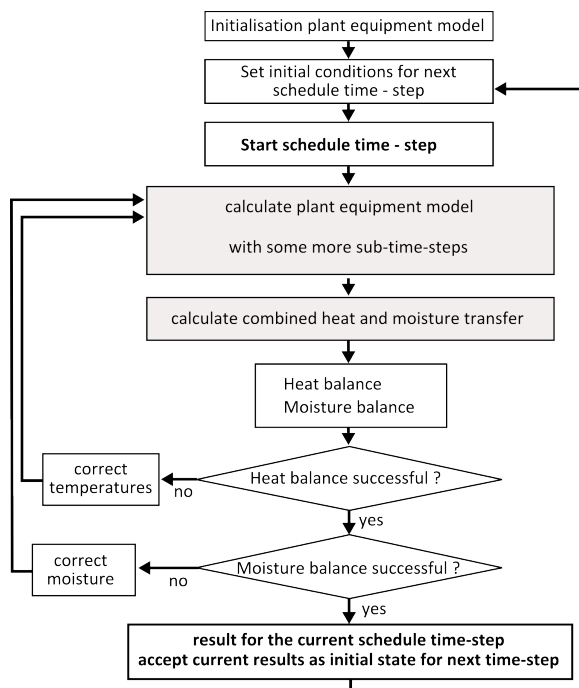 Initialisation plant equipment model
Set initial conditions for next
schedule time - step
Start schedule time - step
calculate plant equipment model
with some more sub-time-steps
calculate combined heat and moisture transfer
Heat balance
Moisture balance
Heat balance successful ?
correct
temperatures
no
yes
Moisture balance successful ?
correct
moisture
no
yes
result for the current schedule time-step
accept current results as initial state for next time-step